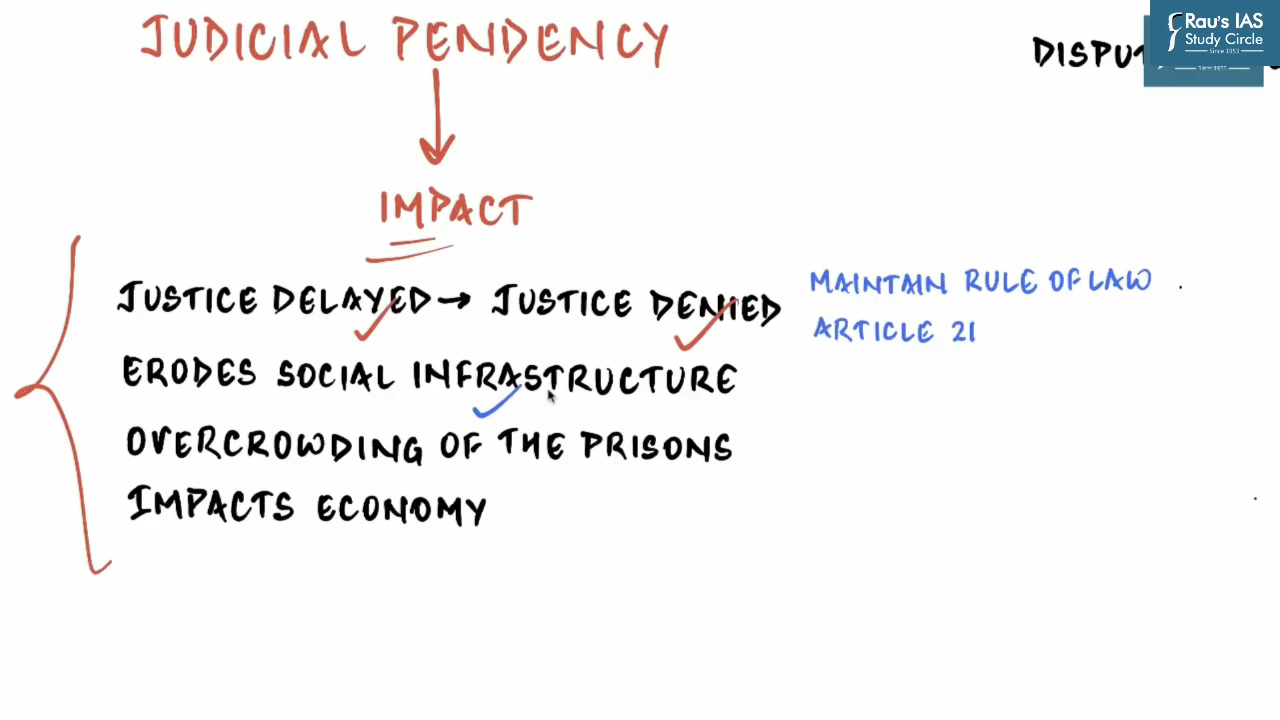 JUDICIAL PENDENCY
Rau's IAS
Study Circle
Since 1953
IMPACT
JUSTICE DELAYED → JUSTICE DENIED
MAINTAIN RULE OF LAW
ARTICLE 21
ERODES SOCIAL INFRASTRUCTURE
OVERCROWDING OF THE PRISONS
IMPACTS ECONOMY